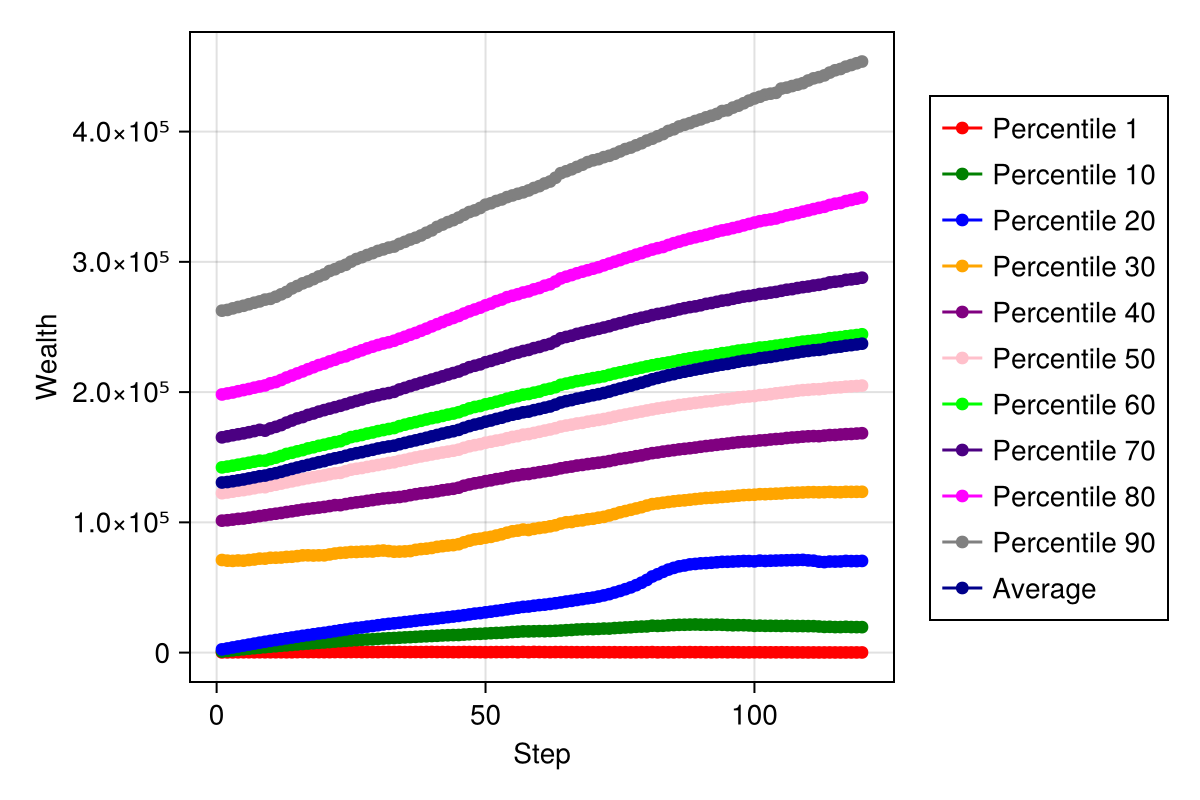 4.0×10⁵
3.0×10⁵
2.0×10⁵
1.0×10⁵
0
Wealth
0 50 100
Step
Percentile 1
Percentile 10
Percentile 20
Percentile 30
Percentile 40
Percentile 50
Percentile 60
Percentile 70
Percentile 80
Percentile 90
Average